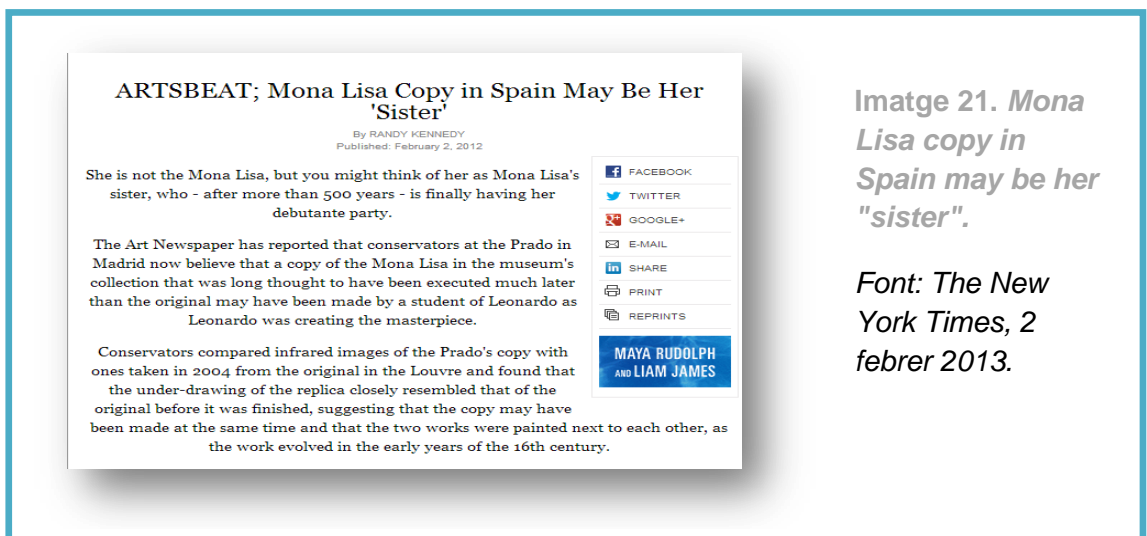 ARTSBEAT; Mona Lisa Copy in Spain May Be Her
'Sister'
By RANDY KENNEDY
Published: February 2, 2012
She is not the Mona Lisa, but you might think of her as Mona Lisa's
sister, who - after more than 500 years - is finally having her
debutante party.
The Art Newspaper has reported that conservators at the Prado in
Madrid now believe that a copy of the Mona Lisa in the museum's
collection that was long thought to have been executed much later
than the original may have been made by a student of Leonardo as
Leonardo was creating the masterpiece.
Conservators compared infrared images of the Prado's copy with
ones taken in 2004 from the original in the Louvre and found that
the under-drawing of the replica closely resembled that of the
original before it was finished, suggesting that the copy may have
been made at the same time and that the two works were painted next to each other, as
the work evolved in the early years of the 16th century.
FACEBOOK
TWITTER
GOOGLE+
E-MAIL
SHARE
PRINT
REPRINTS
MAYA RUDOLPH
AND LIAM JAMES
Imatge 21. Mona
Lisa copy in
Spain may be her
"sister".
Font: The New
York Times, 2
febrer 2013.